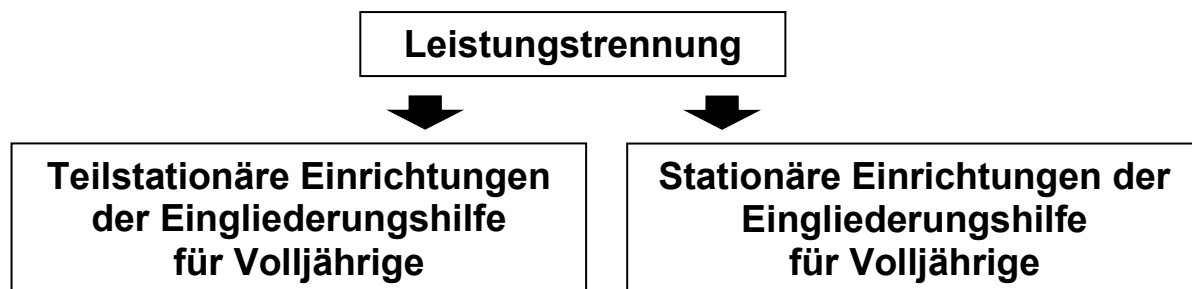 Leistungstrennung
Teilstationäre Einrichtungen
der Eingliederungshilfe
für Volljährige
Stationäre Einrichtungen der
Eingliederungshilfe
für Volljährige